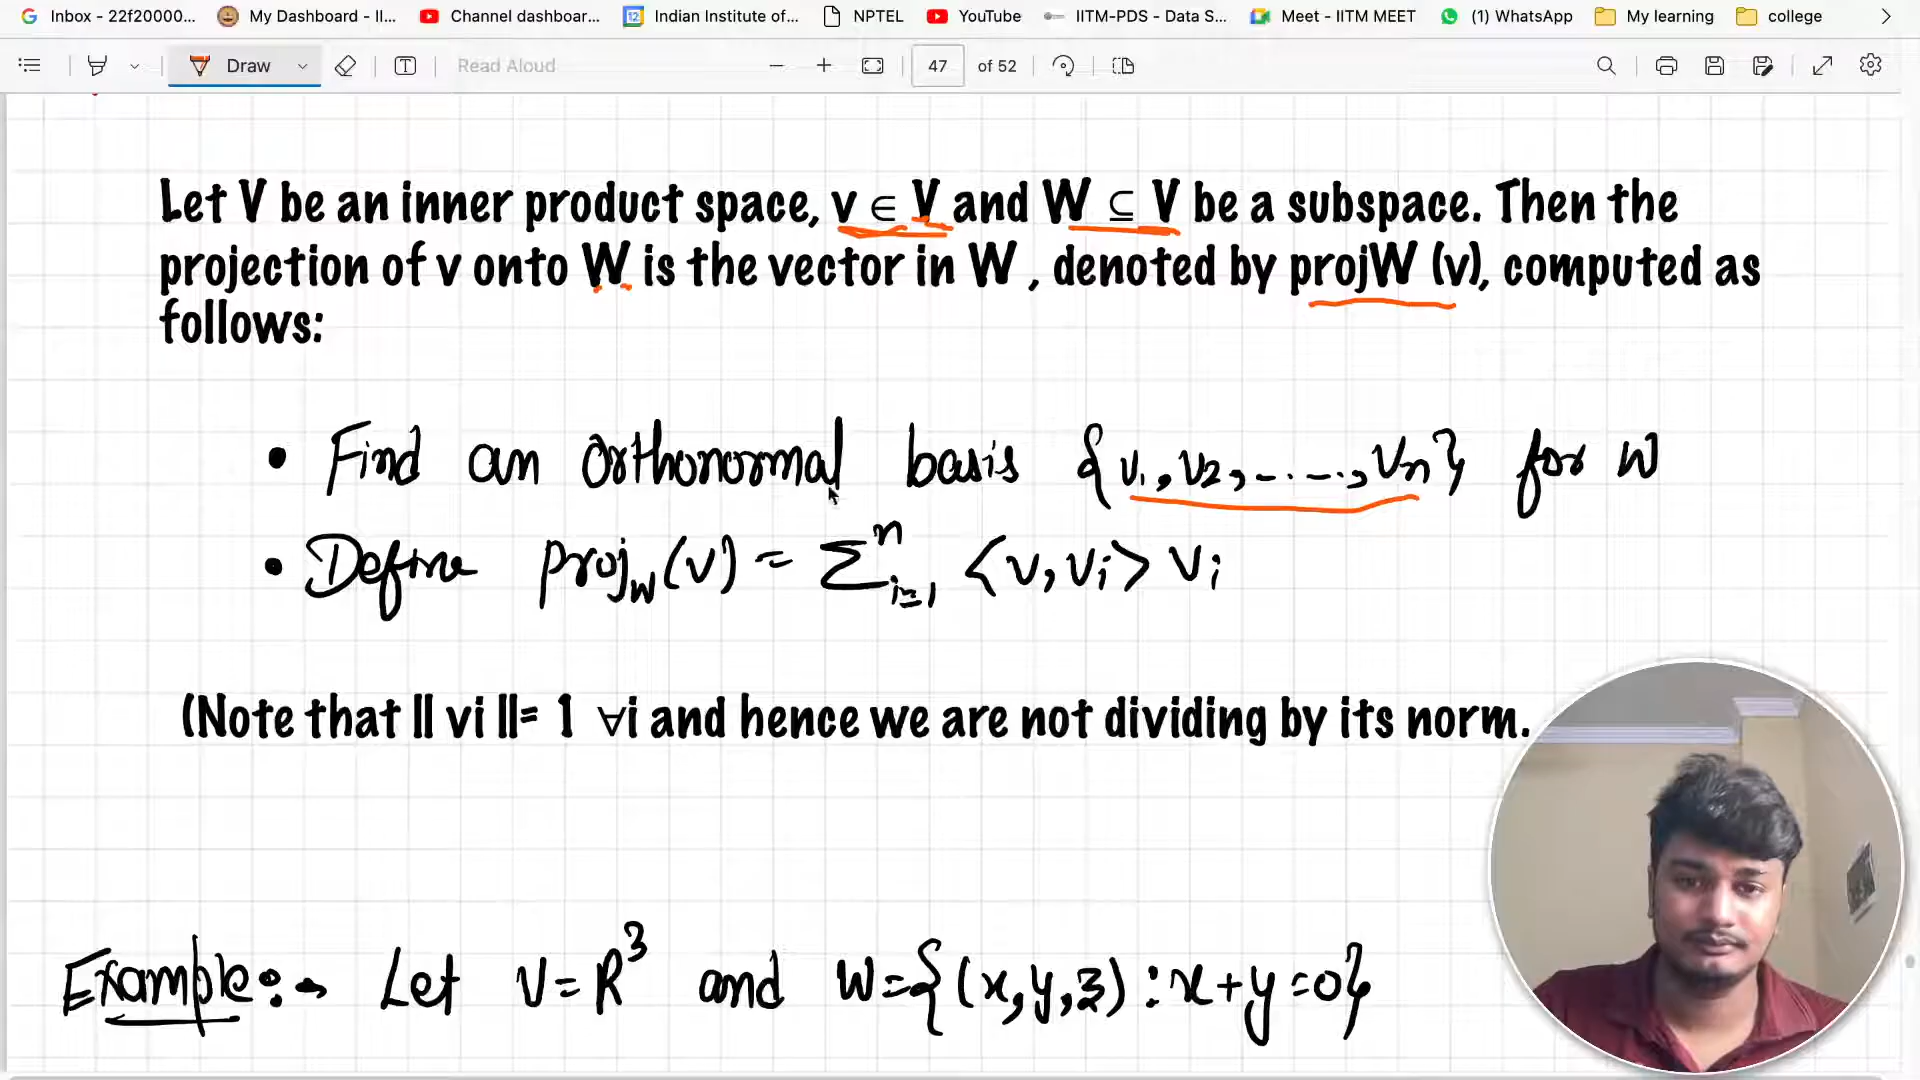 Inbox - 22f20000... My Dashboard - II... Channel dashboar... Indian Institute of... NPTEL YouTube IITM-PDS - Data S... Meet - IITM MEET (1) WhatsApp My learning college
Draw Read Aloud 47 of 52
Let V be an inner product space, v ∈ V and W ⊆ V be a subspace. Then the
projection of v onto W is the vector in W , denoted by projW (v), computed as
follows:
• Find an orthonormal basis {v1, v2, ....., vn} for W
• Define projW(v) = Σⁿi=1 <v, vi> vi
(Note that || vi ||= 1 ∀i and hence we are not dividing by its norm.
Example:- Let V=R³ and W={(x,y,z) : x+y=0}